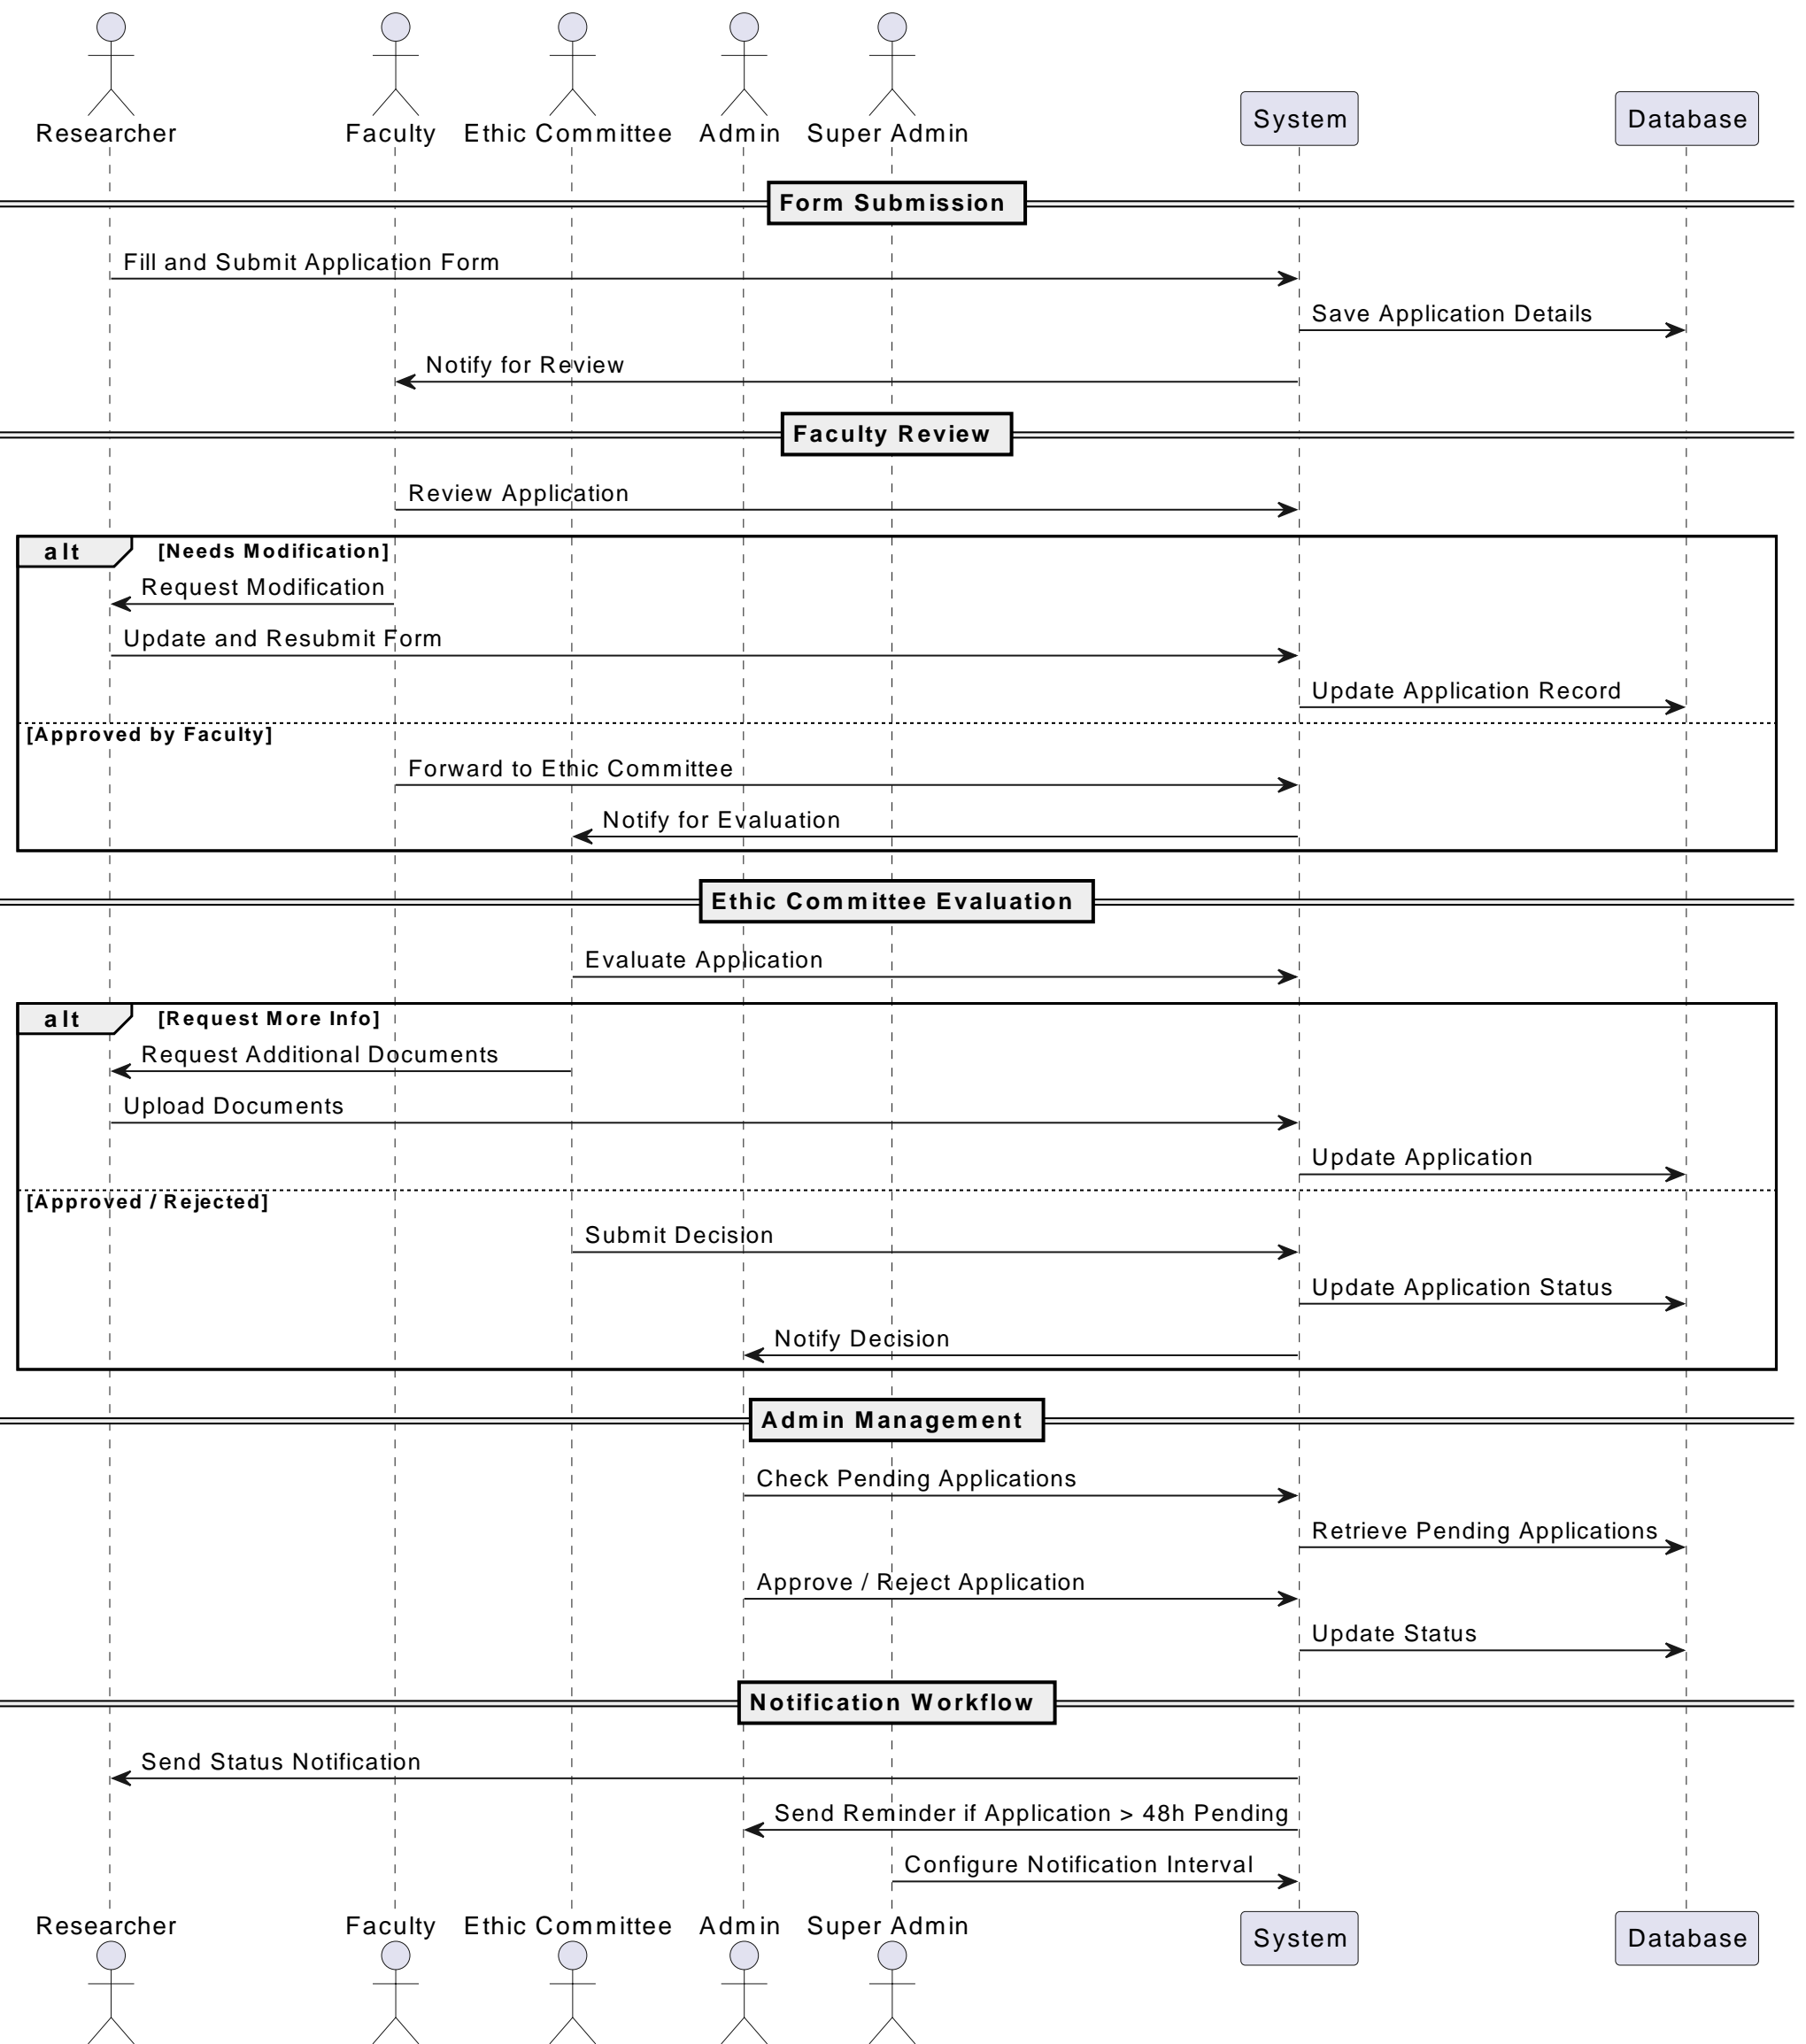 Researcher Faculty Ethic Committee Admin Super Admin System Database
Form Submission
Fill and Submit Application Form
Save Application Details
Notify for Review
Faculty Review
Review Application
alt [Needs Modification]
Request Modification
Update and Resubmit Form
Update Application Record
[Approved by Faculty]
Forward to Ethic Committee
Notify for Evaluation
Ethic Committee Evaluation
Evaluate Application
alt [Request More Info]
Request Additional Documents
Upload Documents
Update Application
[Approved / Rejected]
Submit Decision
Update Application Status
Notify Decision
Admin Management
Check Pending Applications
Retrieve Pending Applications
Approve / Reject Application
Update Status
Notification Workflow
Send Status Notification
Send Reminder if Application > 48h Pending
Configure Notification Interval
Researcher Faculty Ethic Committee Admin Super Admin System Database